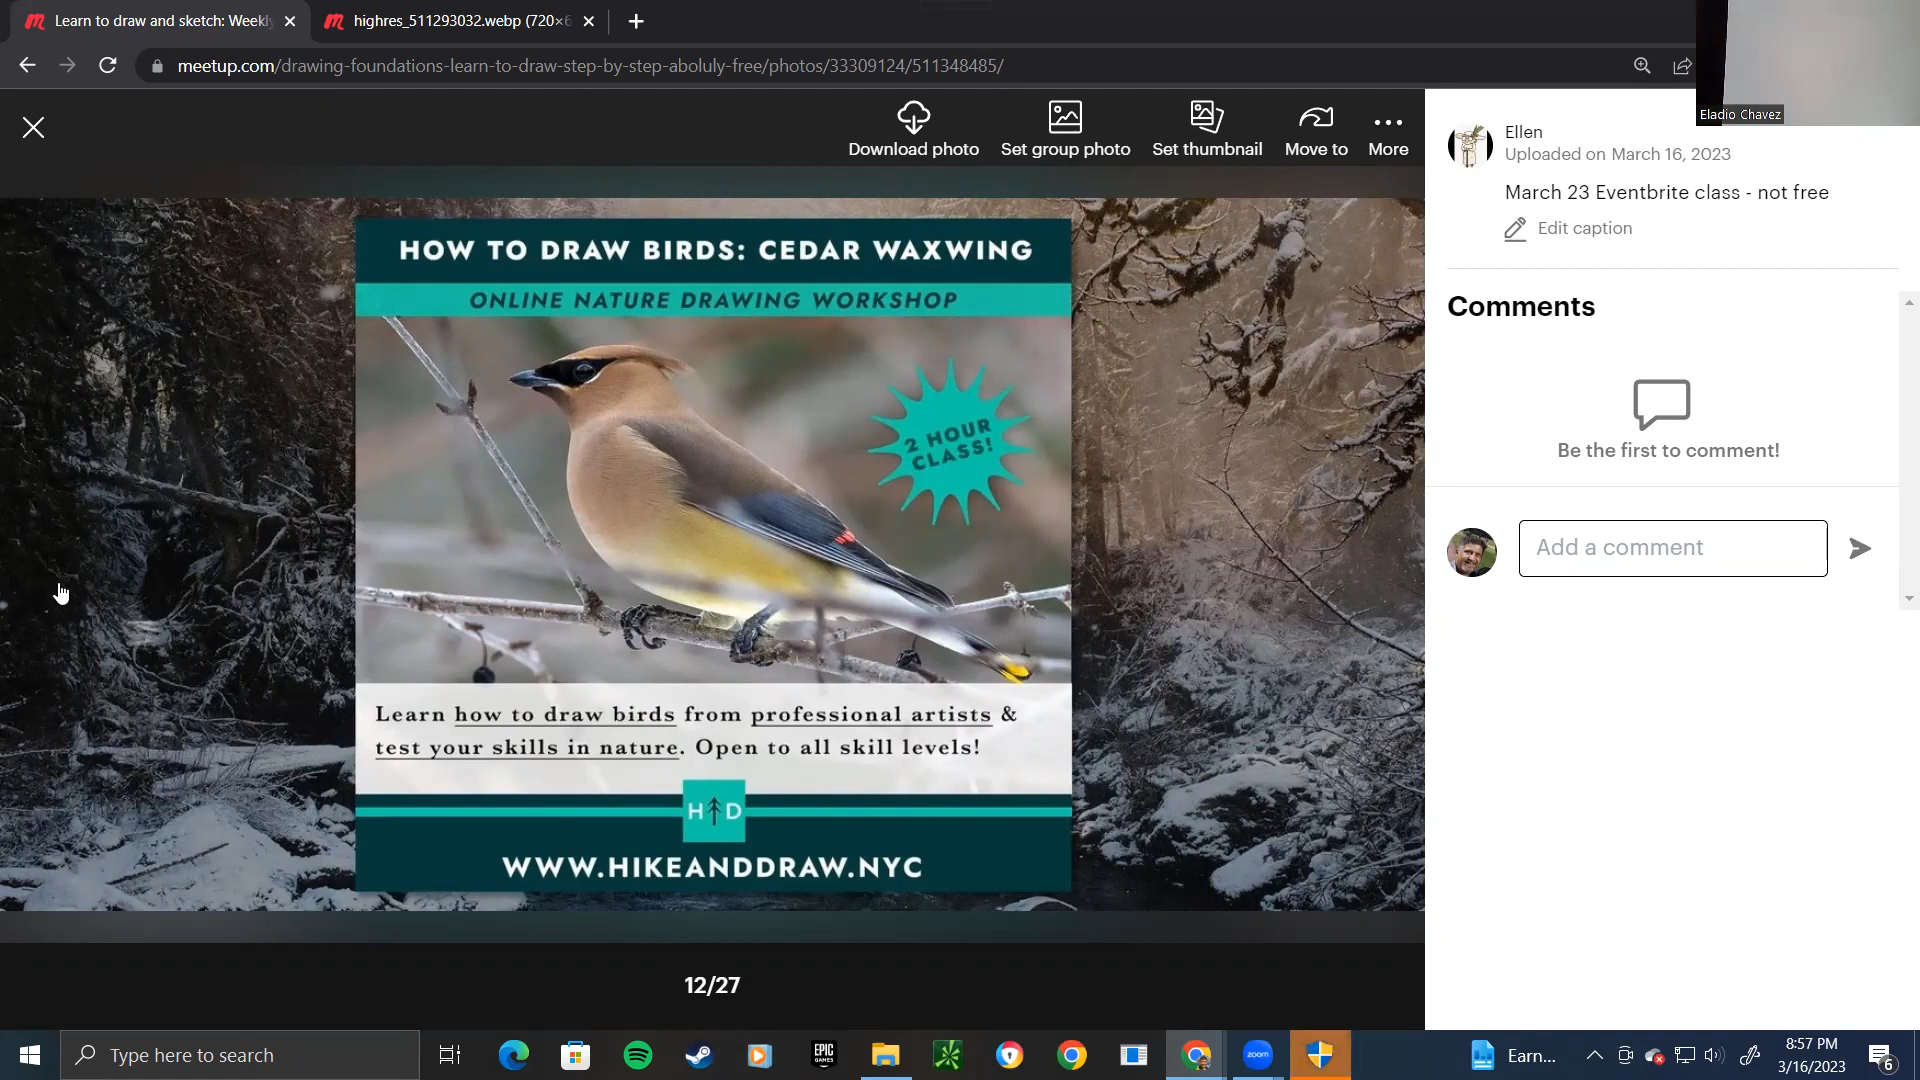 Learn to draw and sketch: Weekly
highres_511293032.webp (720×6
meetup.com/drawing-foundations-learn-to-draw-step-by-step-aboluly-free/photos/33309124/511348485/
Eladio Chavez
Download photo
Set group photo
Set thumbnail
Move to
More
Ellen
Uploaded on March 16, 2023
March 23 Eventbrite class - not free
Edit caption
HOW TO DRAW BIRDS: CEDAR WAXWING
ONLINE NATURE DRAWING WORKSHOP
2 HOUR
CLASS!
Learn how to draw birds from professional artists &
test your skills in nature. Open to all skill levels!
H D
WWW.HIKEANDDRAW.NYC
12/27
Comments
Be the first to comment!
Add a comment
Type here to search
EPIC
GAMES
zoom
Earn...
8:57 PM
3/16/2023
6